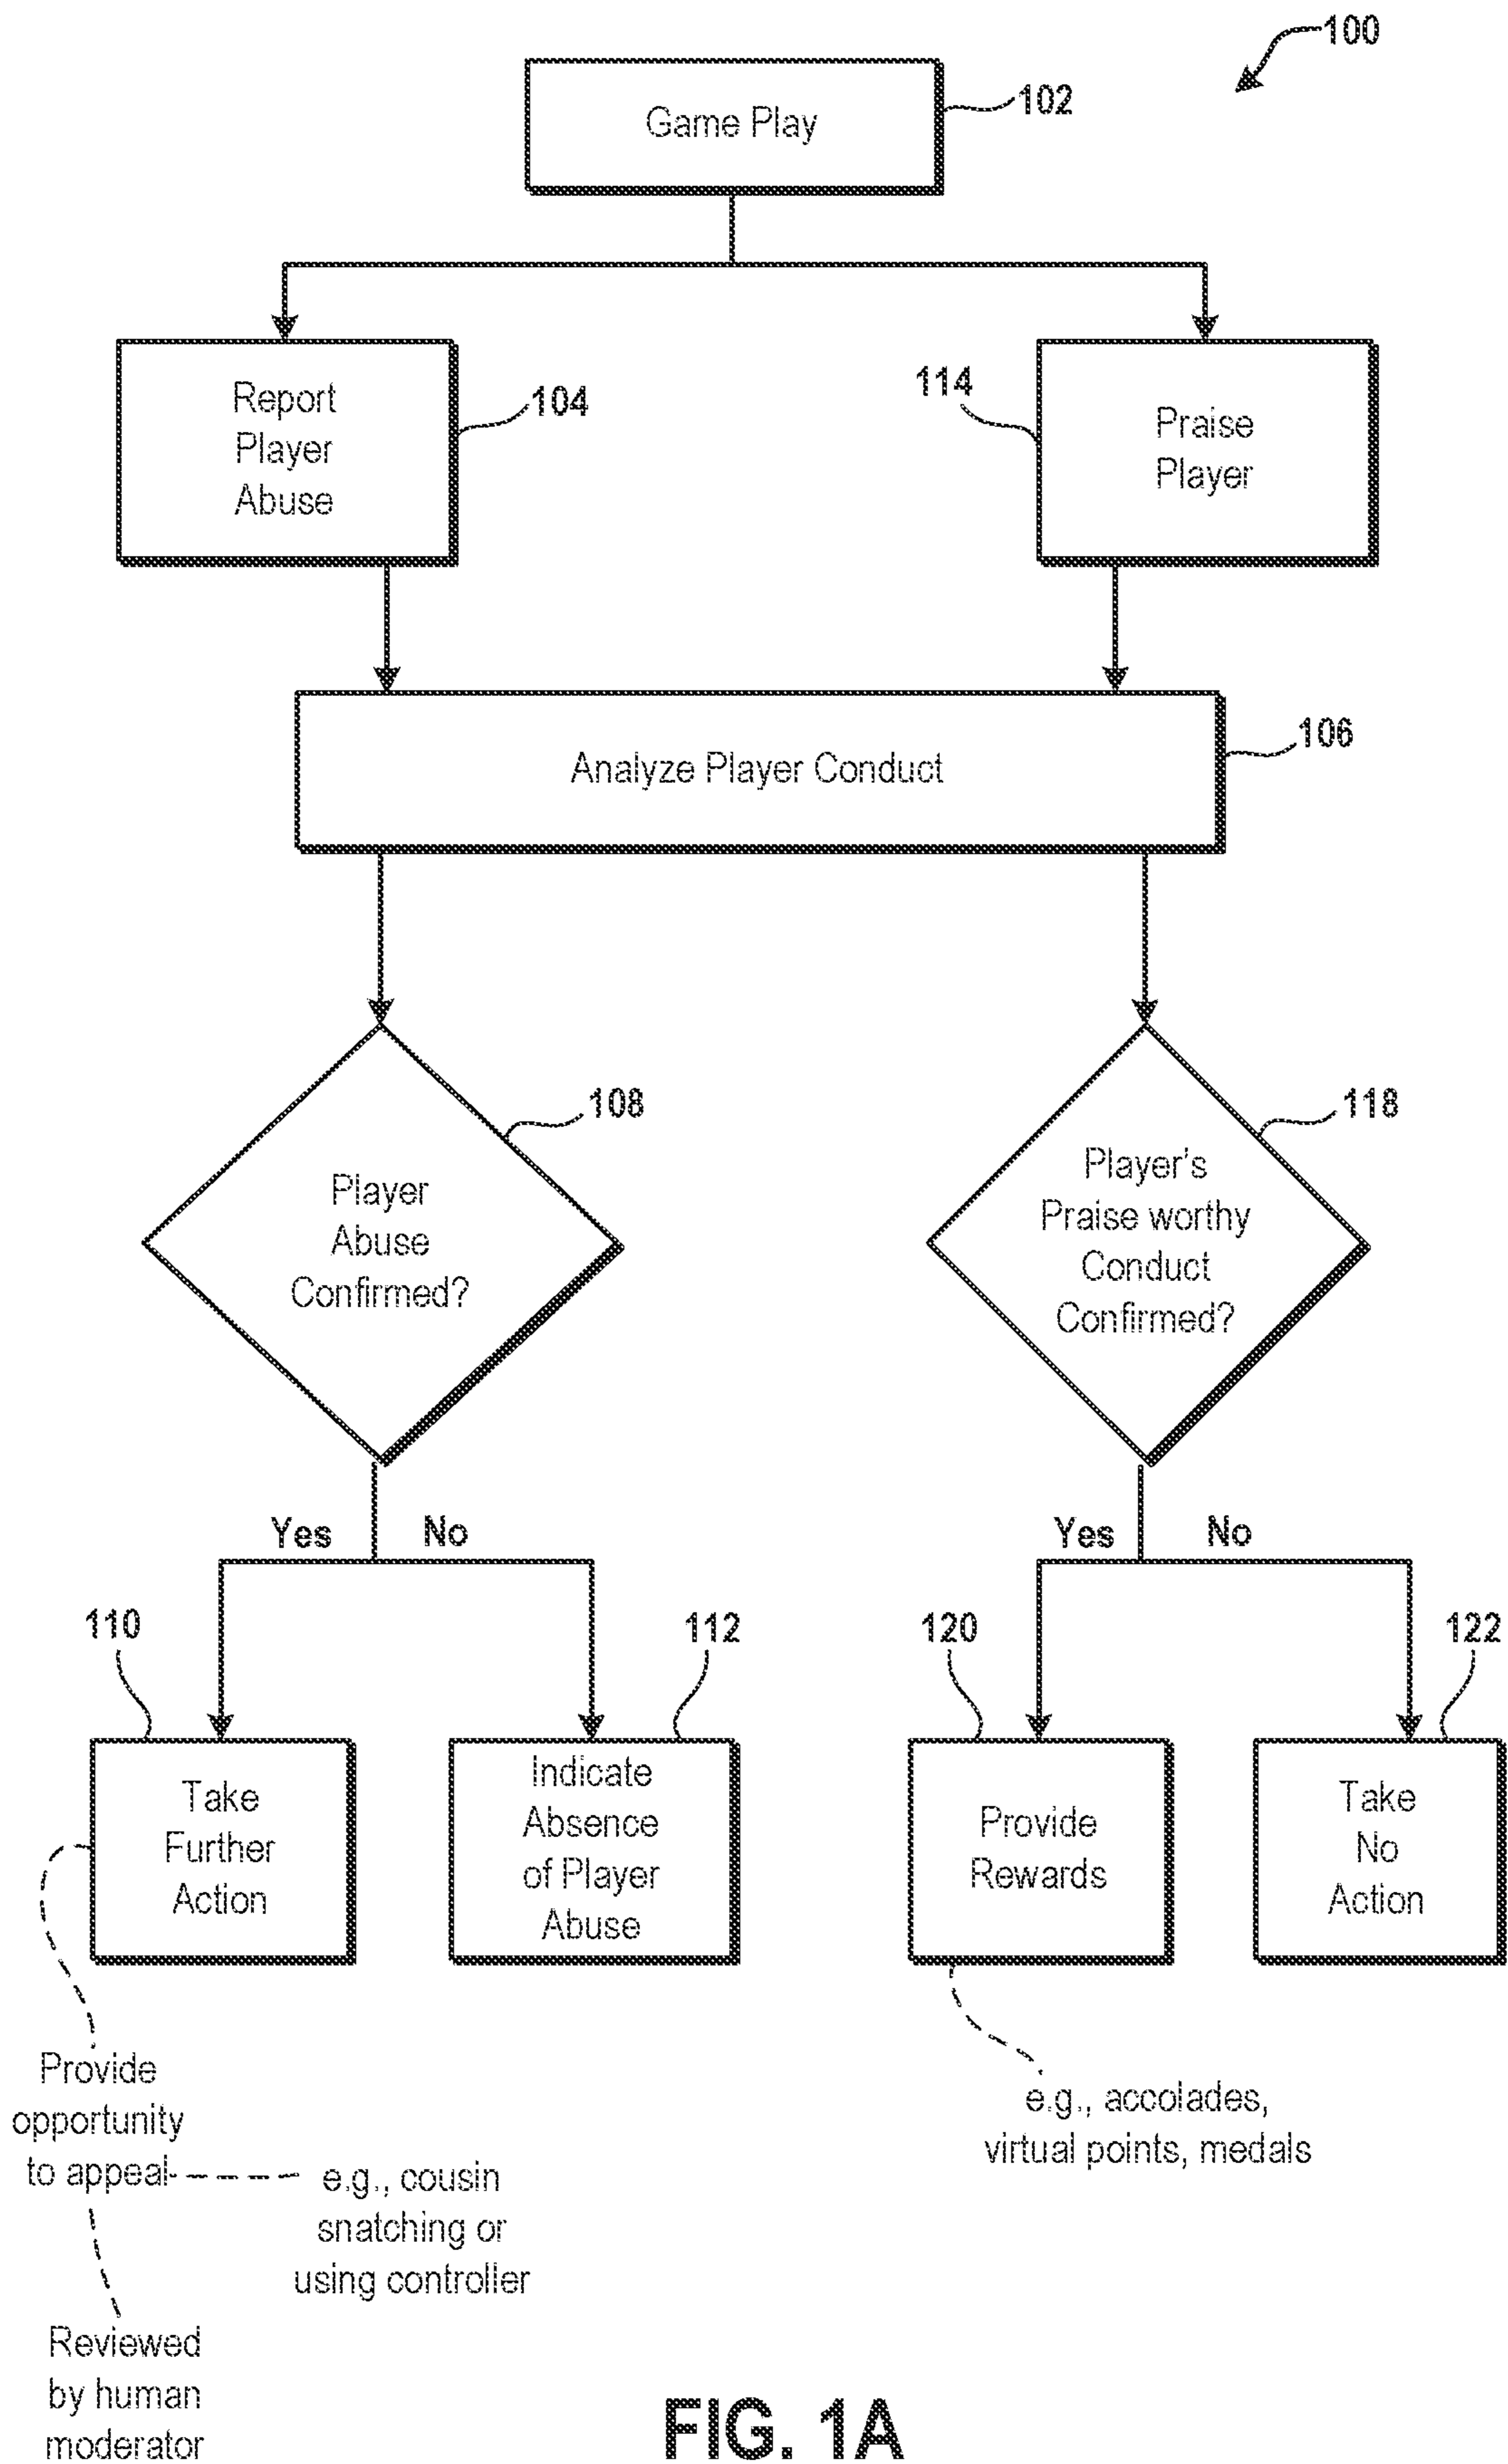 100
Game Play
102
Report
Player
Abuse
104
114
Praise
Player
Analyze Player Conduct
106
Player
Abuse
Confirmed?
108
Player's
Praise worthy
Conduct
Confirmed?
118
Yes
No
Yes
No
110
112
120
122
Take
Further
Action
Indicate
Absence
of Player
Abuse
Provide
Rewards
Take
No
Action
Provide
opportunity
to appeal
e.g., cousin
snatching or
using controller
e.g., accolades,
virtual points, medals
Reviewed
by human
moderator
FIG. 1A